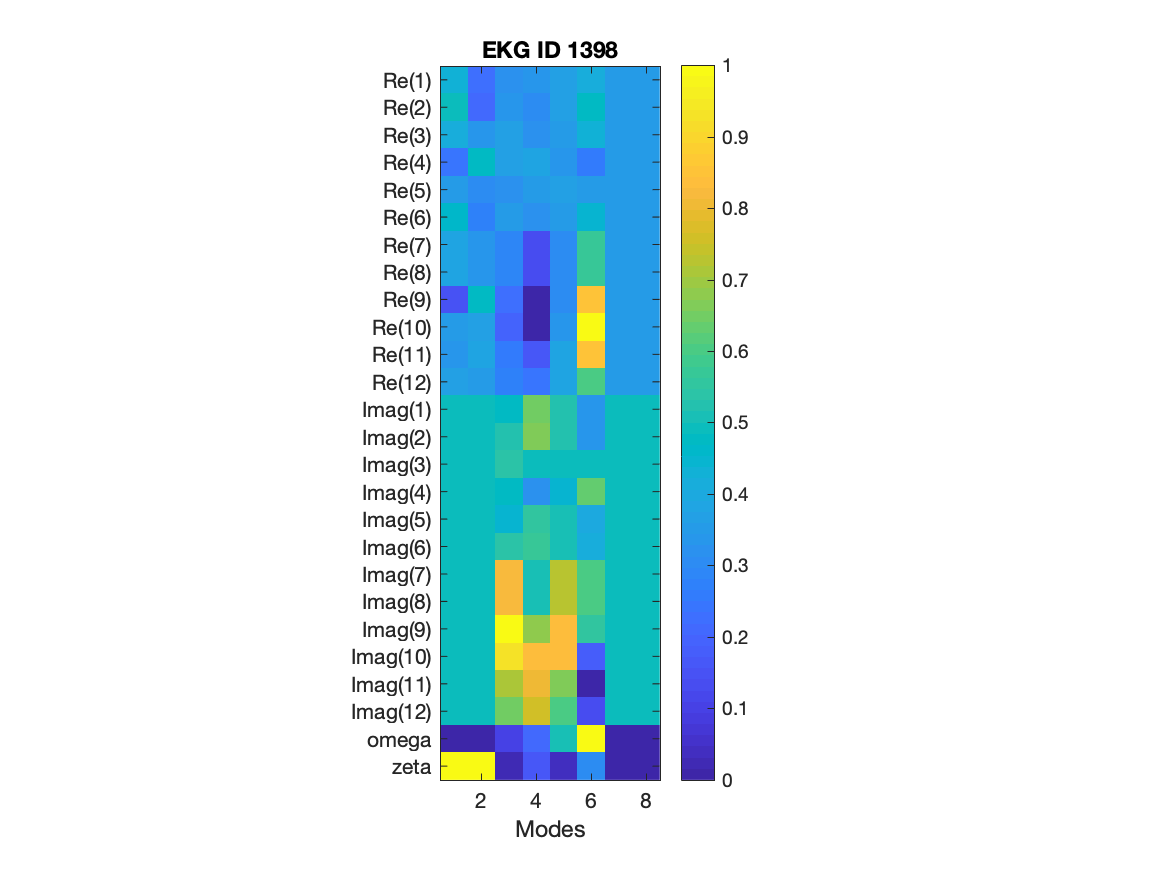 EKG ID 1398
Re(1)
Re(2)
Re(3)
Re(4)
Re(5)
Re(6)
Re(7)
Re(8)
Re(9)
Re(10)
Re(11)
Re(12)
Imag(1)
Imag(2)
Imag(3)
Imag(4)
Imag(5)
Imag(6)
Imag(7)
Imag(8)
Imag(9)
Imag(10)
Imag(11)
Imag(12)
omega
zeta
2 4 6 8
Modes
1
0.9
0.8
0.7
0.6
0.5
0.4
0.3
0.2
0.1
0